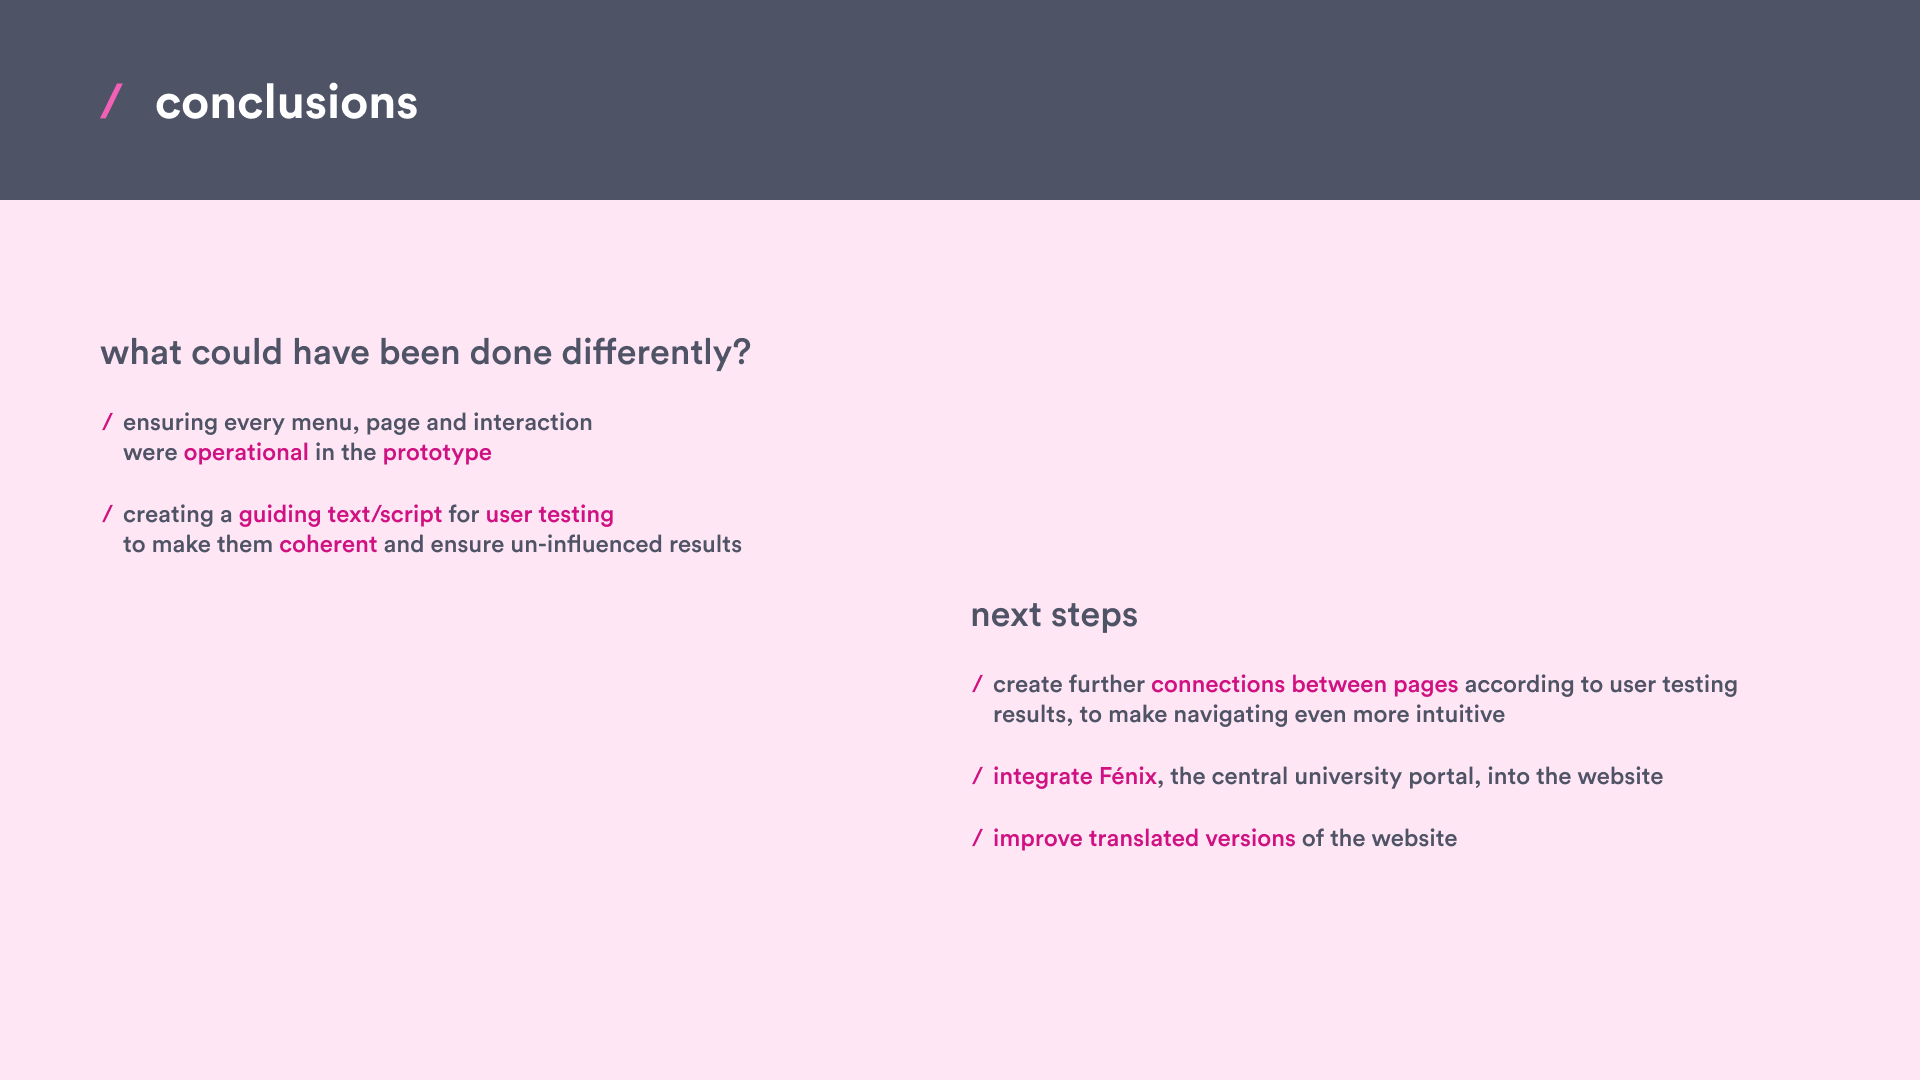 / conclusions
what could have been done differently?
/ ensuring every menu, page and interaction
were operational in the prototype
/ creating a guiding text/script for user testing
to make them coherent and ensure un-influenced results
next steps
/ create further connections between pages according to user testing
results, to make navigating even more intuitive
/ integrate Fénix, the central university portal, into the website
/ improve translated versions of the website